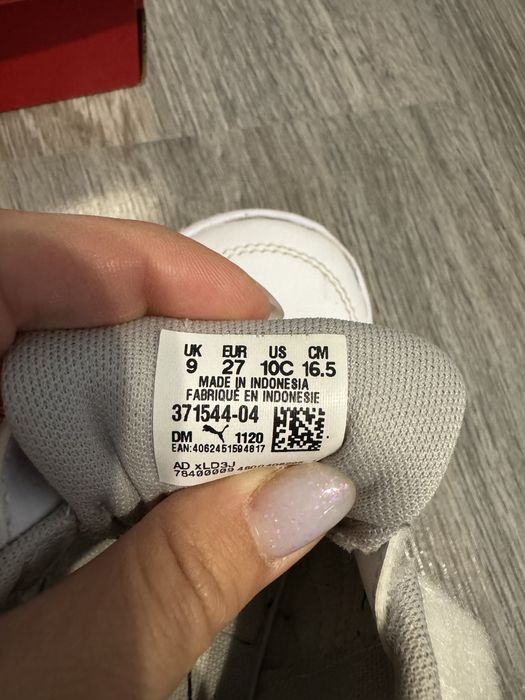 UK EUR US CM
9 27 10C 16.5
MADE IN INDONESIA
FABRIQUÉ EN INDONESIE
371544-04
DM 1120
EAN:4062451594617
AD xLD3J